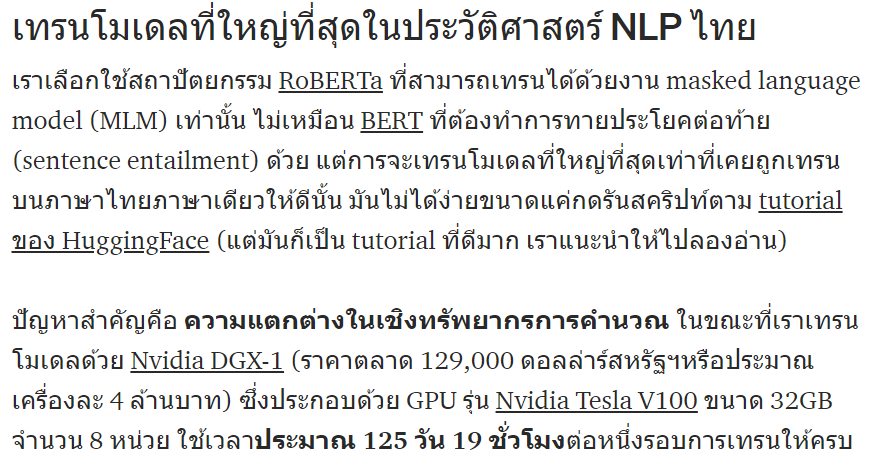 เทรนโมเดลที่ใหญ่ที่สุดในประวัติศาสตร์ NLP ไทย
เราเลือกใช้สถาปัตยกรรม RoBERTa ที่สามารถเทรนได้ด้วยงาน masked language
model (MLM) เท่านั้น ไม่เหมือน BERT ที่ต้องทำการทายประโยคต่อท้าย
(sentence entailment) ด้วย แต่การจะเทรนโมเดลที่ใหญ่ที่สุดเท่าที่เคยถูกเทรน
บนภาษาไทยภาษาเดียวให้ดีนั้น มันไม่ได้ง่ายขนาดแค่กดรันสคริปท์ตาม tutorial
ของ HuggingFace (แต่มันก็เป็น tutorial ที่ดีมาก เราแนะนำให้ไปลองอ่าน)
ปัญหาสำคัญคือ ความแตกต่างในเชิงทรัพยากรการคำนวณ ในขณะที่เราเทรน
โมเดลด้วย Nvidia DGX-1 (ราคาตลาด 129,000 ดอลล่าร์สหรัฐฯหรือประมาณ
เครื่องละ 4 ล้านบาท) ซึ่งประกอบด้วย GPU รุ่น Nvidia Tesla V100 ขนาด 32GB
จำนวน 8 หน่วย ใช้เวลาประมาณ 125 วัน 19 ชั่วโมงต่อหนึ่งรอบการเทรนให้ครบ